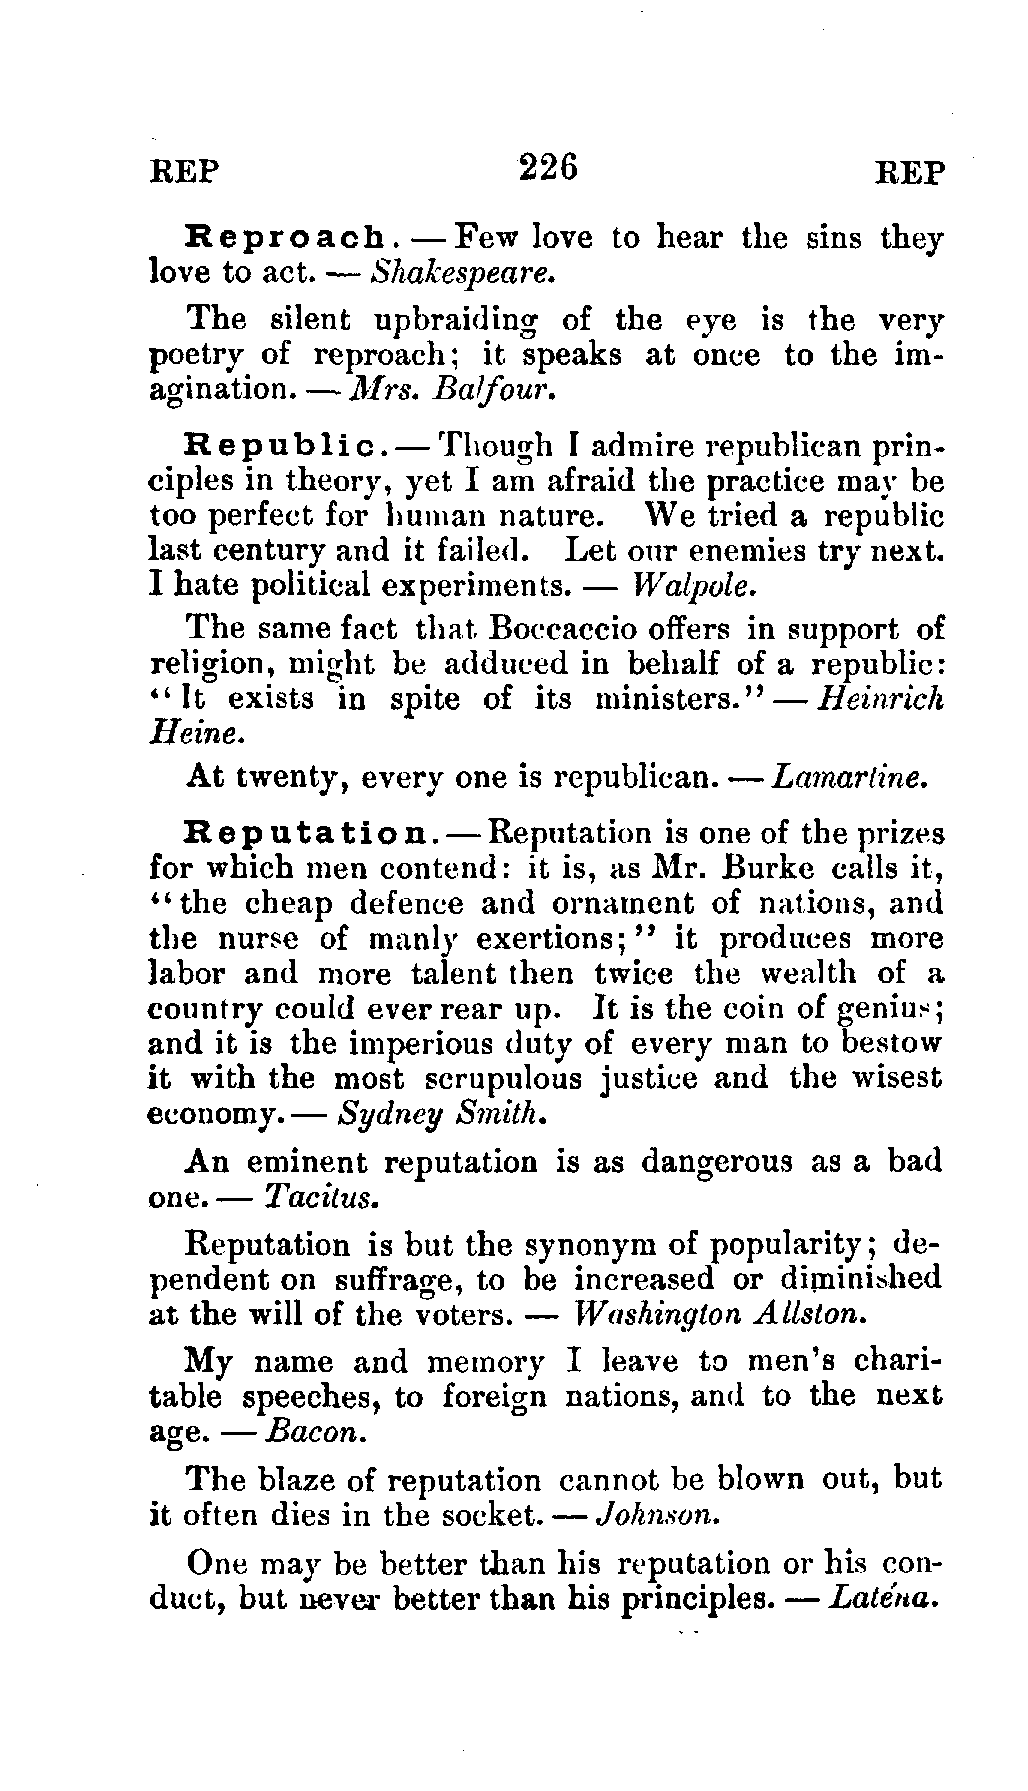 REP 226 REP
Reproach. — Few love to hear the sins they
love to act. — Shakespeare.
The silent upbraiding of the eye is the very
poetry of reproach; it speaks at once to the im-
agination. — Mrs. Balfour.
Republic. — Though I admire republican prin-
ciples in theory, yet I am afraid the practice may be
too perfect for human nature. We tried a republic
last century and it failed. Let our enemies try next.
I hate political experiments. — Walpole.
The same fact that Boccaccio offers in support of
religion, might be adduced in behalf of a republic:
"It exists in spite of its ministers." — Heinrich
Heine.
At twenty, every one is republican. — Lamartine.
Reputation. — Reputation is one of the prizes
for which men contend: it is, as Mr. Burke calls it,
"the cheap defence and ornament of nations, and
the nurse of manly exertions;" it produces more
labor and more talent then twice the wealth of a
country could ever rear up. It is the coin of genius;
and it is the imperious duty of every man to bestow
it with the most scrupulous justice and the wisest
economy. — Sydney Smith.
An eminent reputation is as dangerous as a bad
one. — Tacitus.
Reputation is but the synonym of popularity; de-
pendent on suffrage, to be increased or diminished
at the will of the voters. — Washington Allston.
My name and memory I leave to men's chari-
table speeches, to foreign nations, and to the next
age. — Bacon.
The blaze of reputation cannot be blown out, but
it often dies in the socket. — Johnson.
One may be better than his reputation or his con-
duct, but never better than his principles. — Laténa.